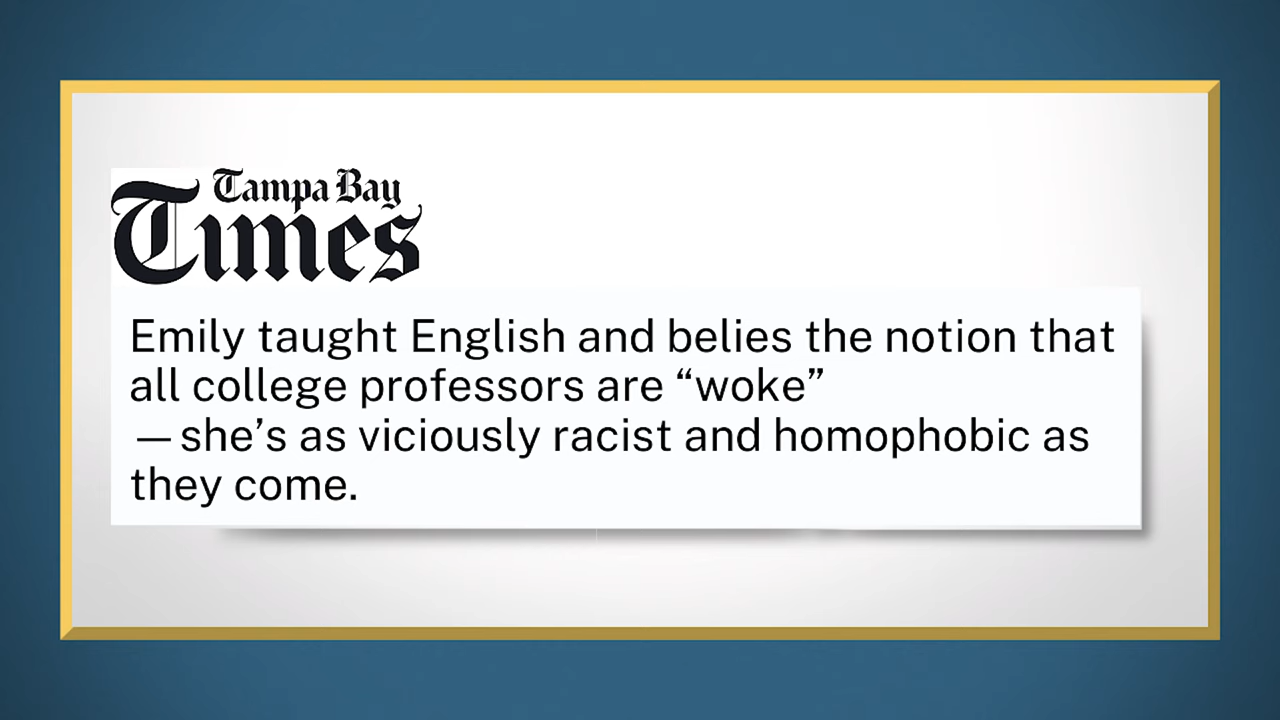 Tampa Bay
Times
Emily taught English and belies the notion that
all college professors are “woke”
— she’s as viciously racist and homophobic as
they come.